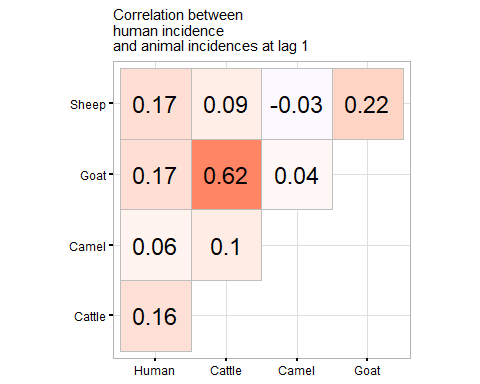 Correlation between
human incidence
and animal incidences at lag 1
Sheep 0.17 0.09 -0.03 0.22
Goat 0.17 0.62 0.04
Camel 0.06 0.1
Cattle 0.16
Human Cattle Camel Goat